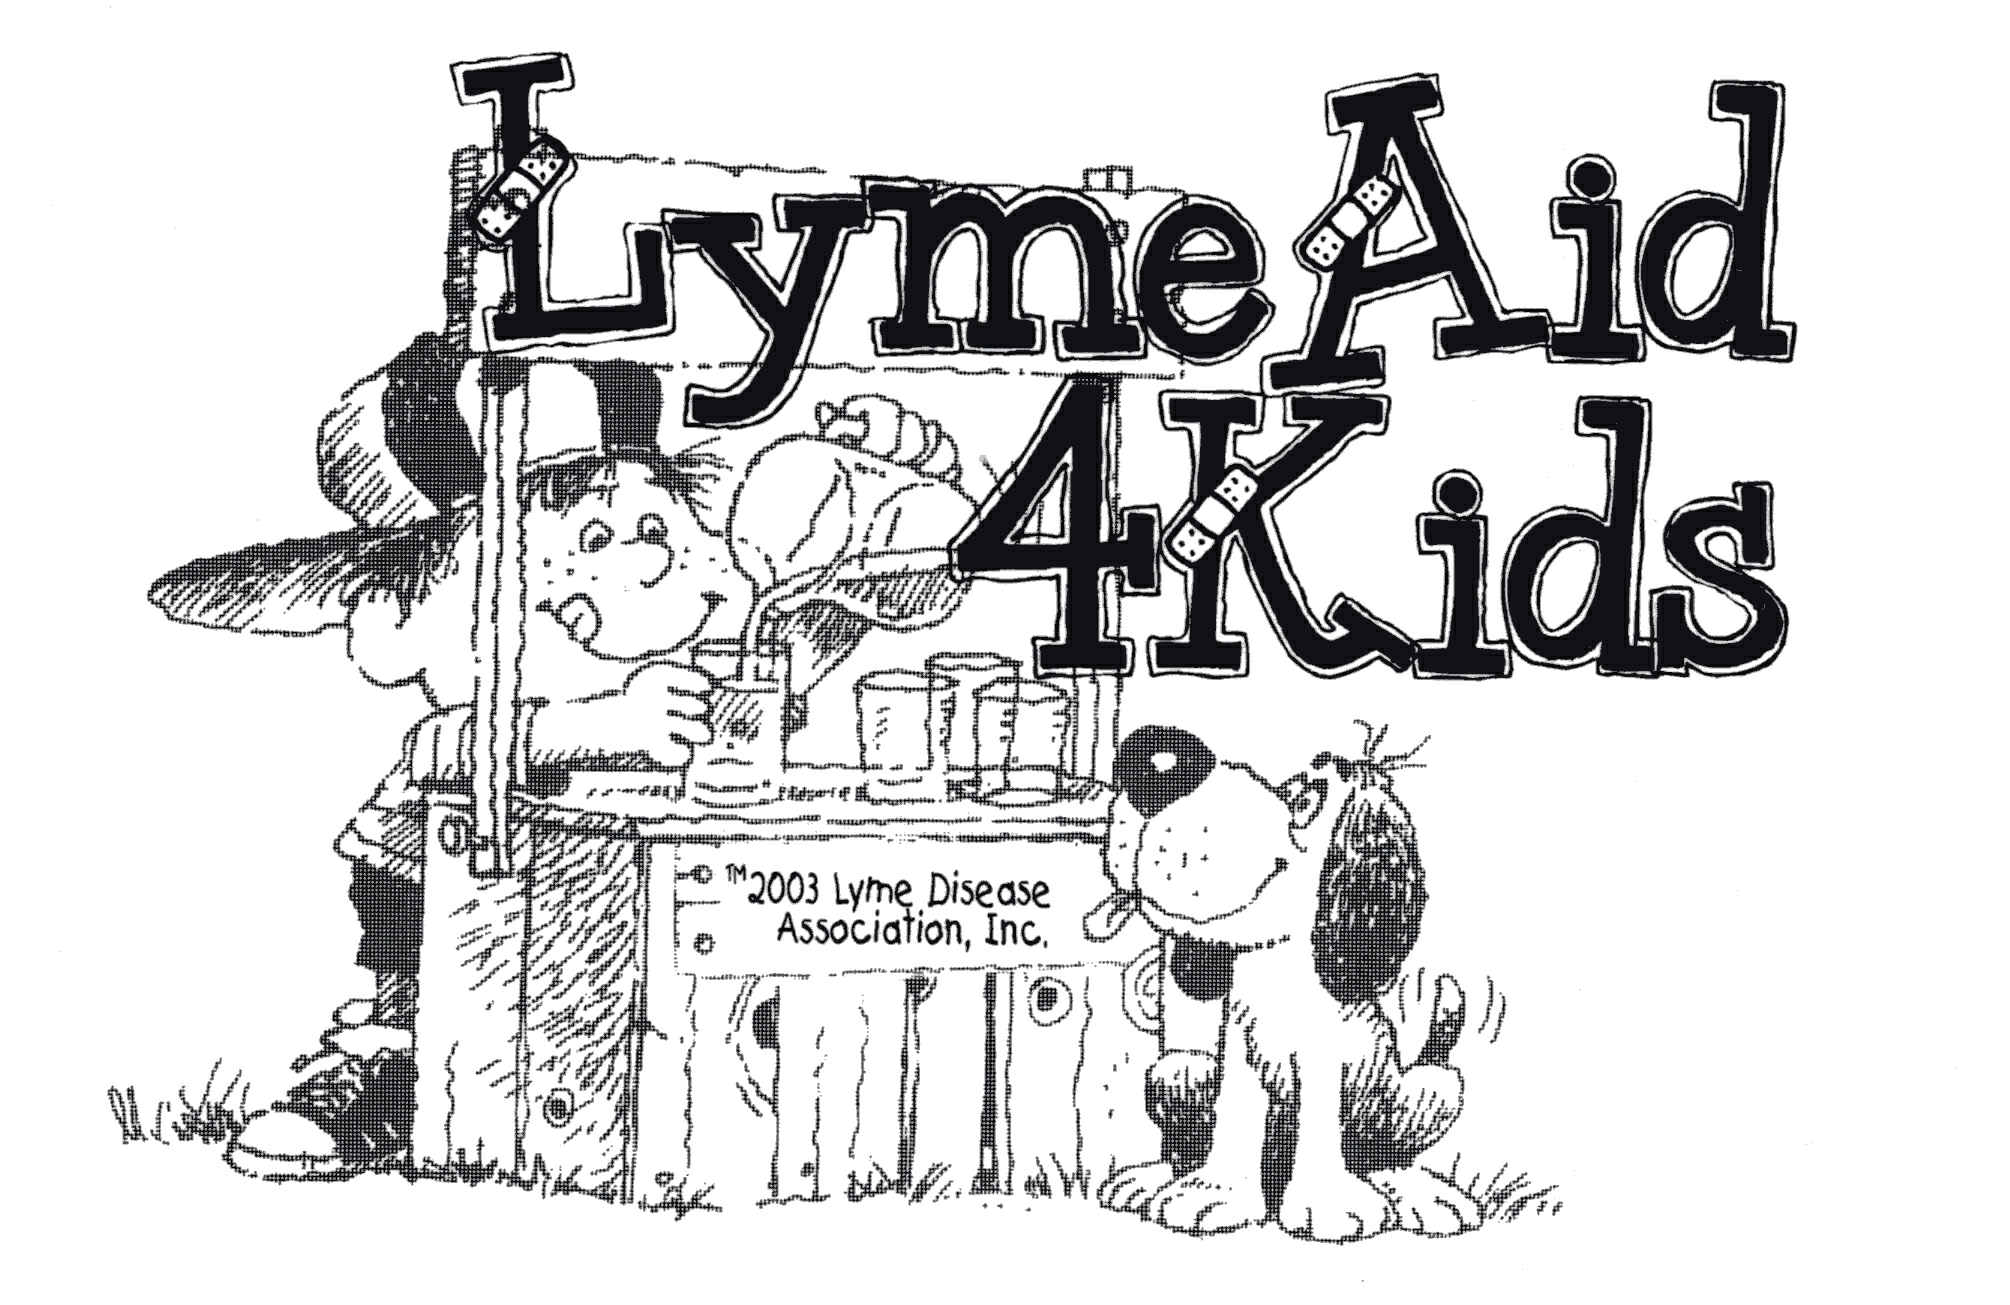 LymeAid
4Kids
™2003 Lyme Disease
Association, Inc.